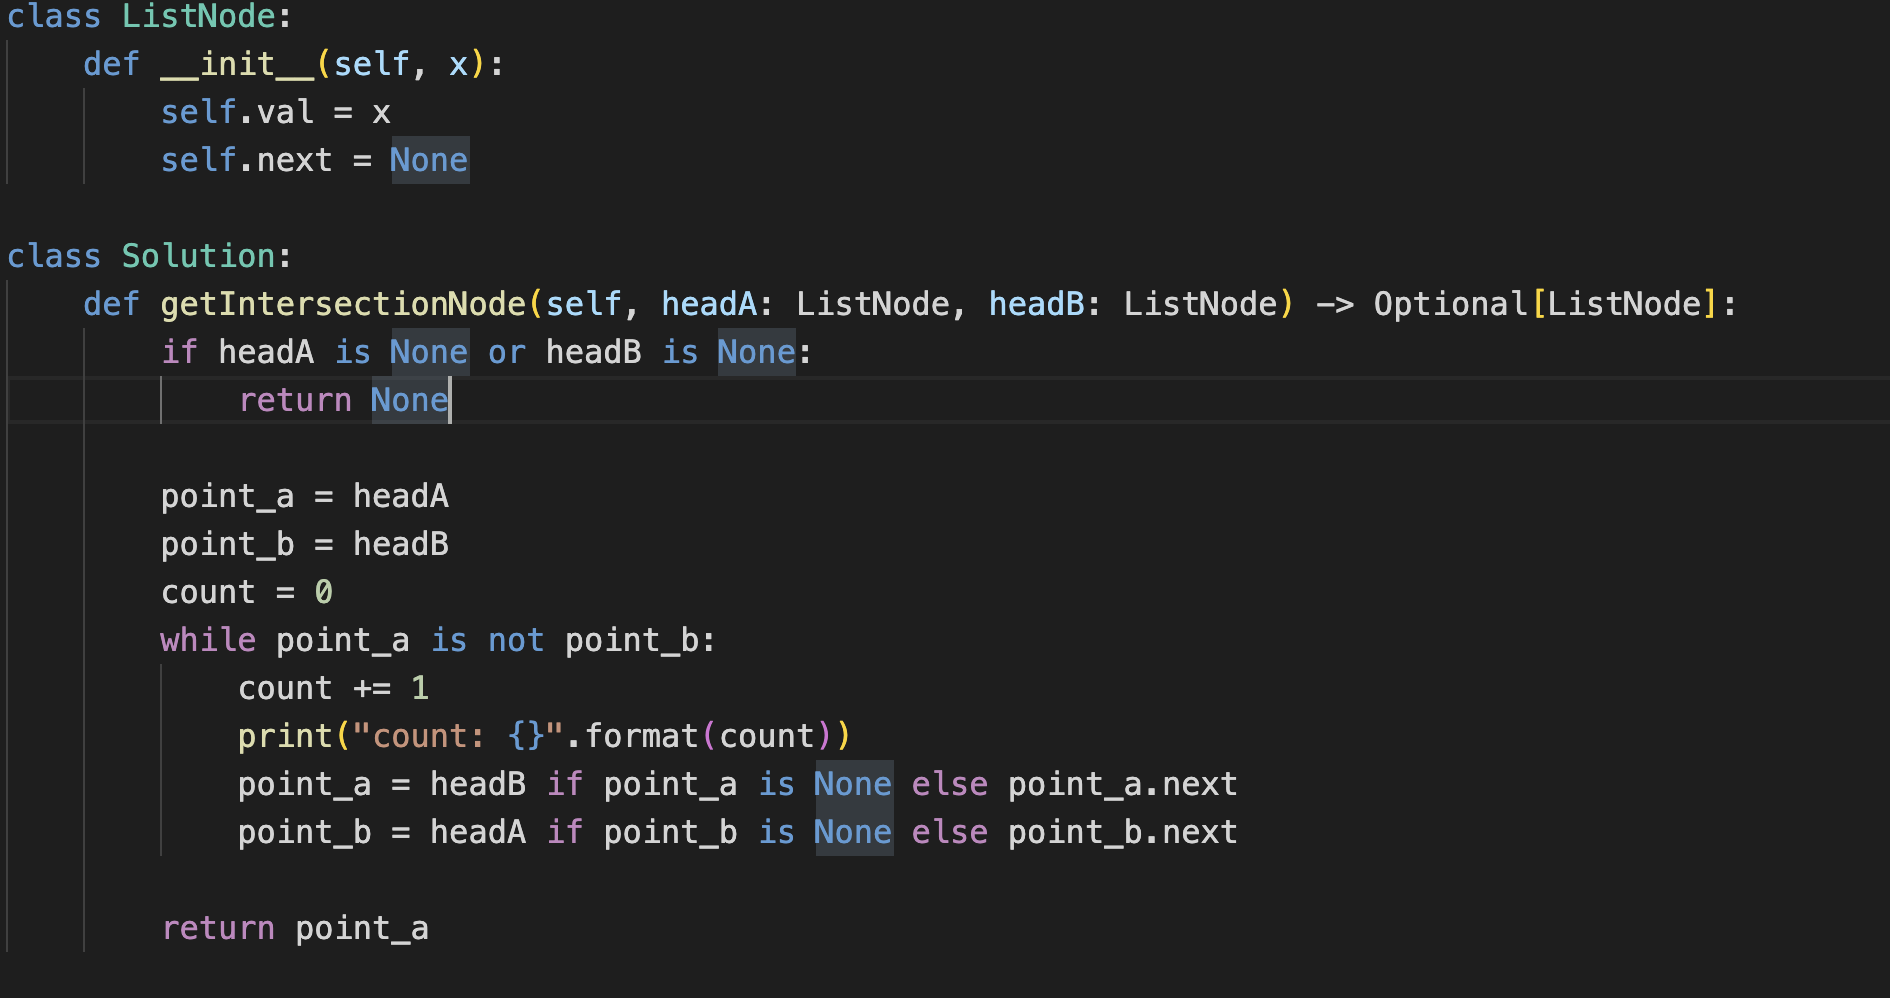 class ListNode:
    def __init__(self, x):
        self.val = x
        self.next = None

class Solution:
    def getIntersectionNode(self, headA: ListNode, headB: ListNode) -> Optional[ListNode]:
        if headA is None or headB is None:
            return None

        point_a = headA
        point_b = headB
        count = 0
        while point_a is not point_b:
            count += 1
            print("count: {}".format(count))
            point_a = headB if point_a is None else point_a.next
            point_b = headA if point_b is None else point_b.next

        return point_a